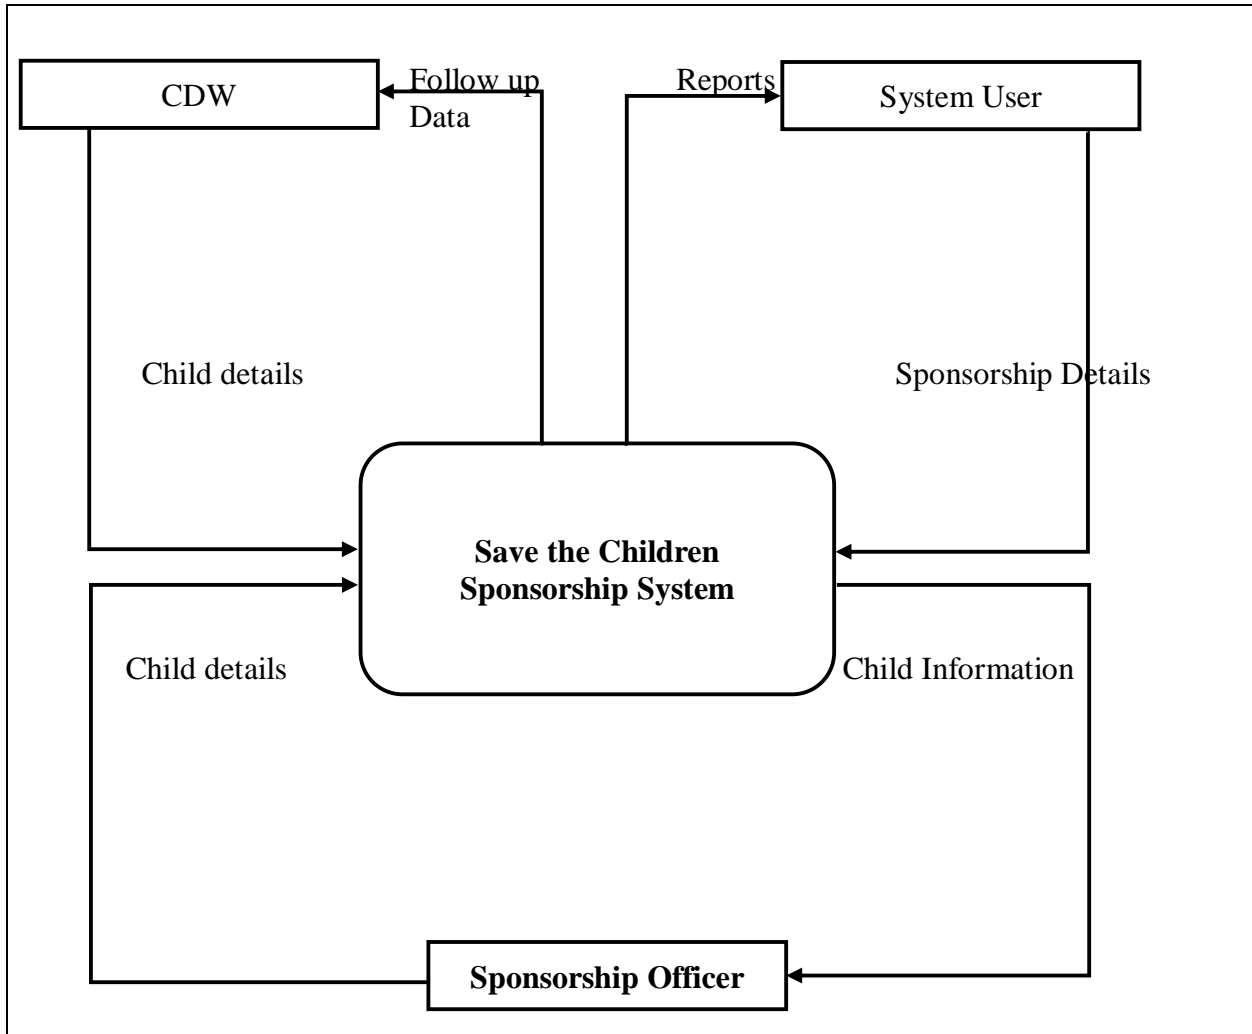 CDW
Follow up
Data
Reports
System User
Child details
Sponsorship Details
Save the Children
Sponsorship System
Child details
Child Information
Sponsorship Officer